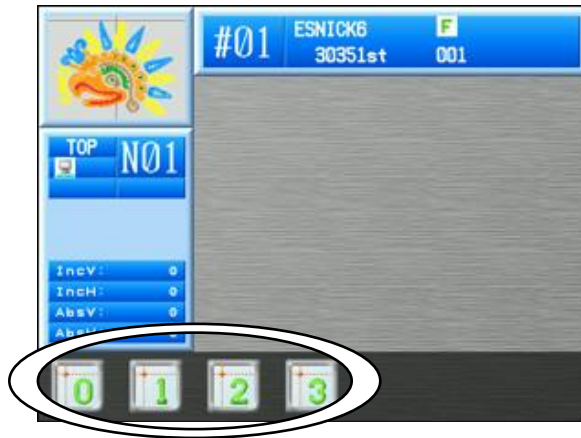 #01 ESNICK6 F
30351st 001
TOP N01
IncV: 0
IncH: 0
AbsV: 0
0 1 2 3